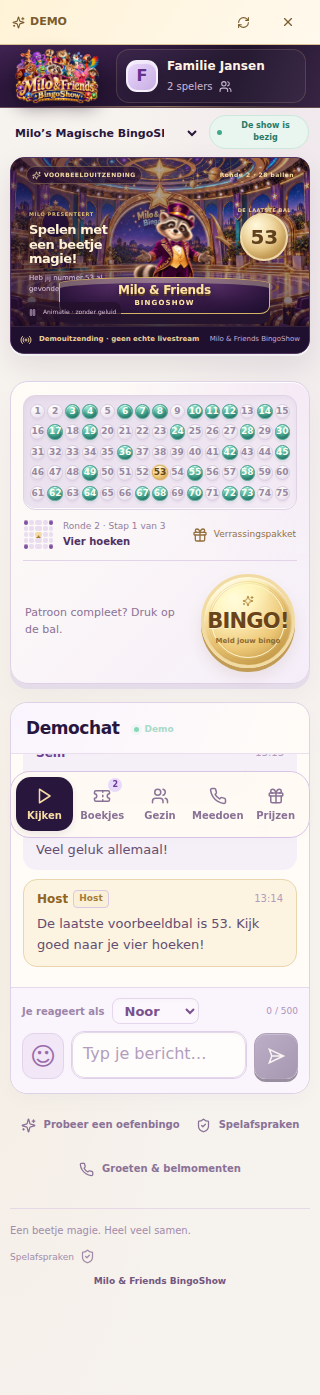 DEMO
Milo & Friends
BingoShow
F
Familie Jansen
2 spelers
Milo's Magische BingoSl
De show is
bezig
VOORBEELDUITZENDING
Ronde 2 · 28 ballen
MILO PRESENTEERT
Spelen met
een beetje
magie!
DE LAATSTE BAL
53
Milo & Friends
BINGOSHOW
Animatie · zonder geluid
Demouitzending · geen echte livestream
Milo & Friends BingoShow
1 2 3 4 5 6 7 8 9 10 11 12 13 14 15
16 17 18 19 20 21 22 23 24 25 26 27 28 29 30
31 32 33 34 35 36 37 38 39 40 41 42 43 44 45
46 47 48 49 50 51 52 53 54 55 56 57 58 59 60
61 62 63 64 65 66 67 68 69 70 71 72 73 74 75
Ronde 2 · Stap 1 van 3
Vier hoeken
Verrassingspakket
Patroon compleet? Druk op
de bal.
BINGO!
Meld jouw bingo
Demochat
Demo
Kijken
2
Boekjes
Gezin
Meedoen
Prijzen
Veel geluk allemaal!
Host
Host
13:14
De laatste voorbeeldbal is 53. Kijk
goed naar je vier hoeken!
Je reageert als
Noor
0 / 500
Typ je bericht…
Probeer een oefenbingo
Spelafspraken
Groeten & belmomenten
Een beetje magie. Heel veel samen.
Spelafspraken
Milo & Friends BingoShow